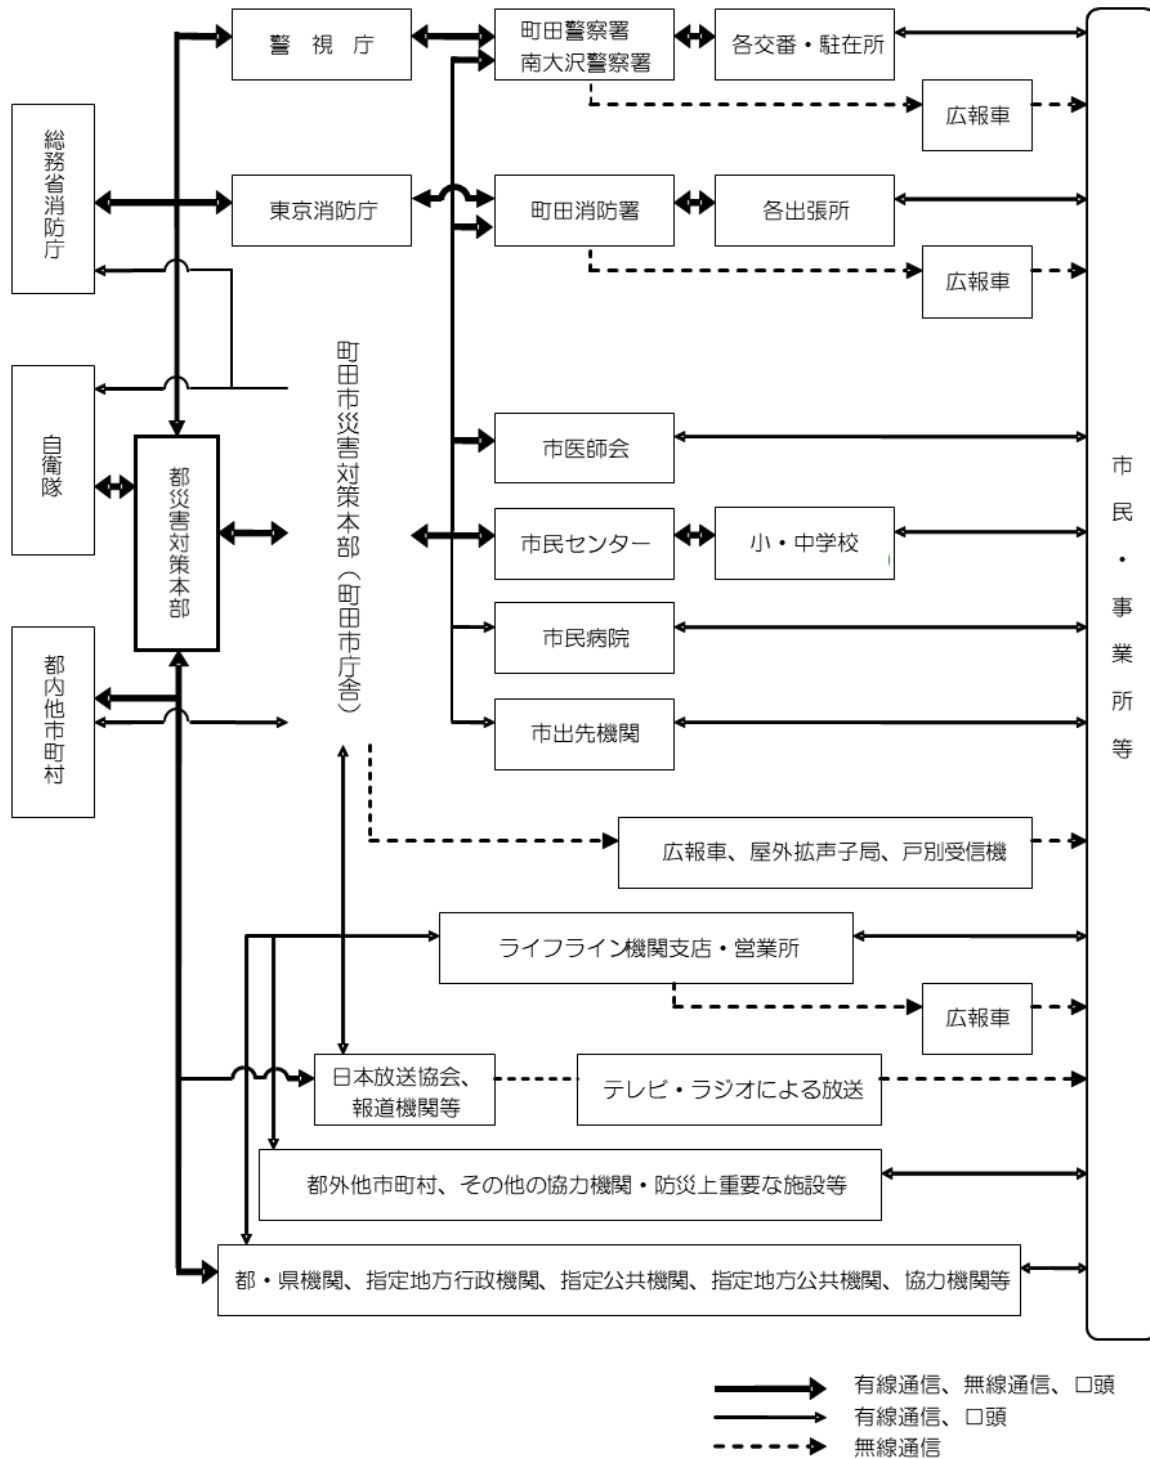 警視庁
町田警察署
南大沢警察署
各交番・駐在所
広報車
総務省消防庁
東京消防庁
町田消防署
各出張所
広報車
自衛隊
都災害対策本部
町田市災害対策本部（町田市庁舎）
市医師会
市民センター
小・中学校
市民病院
市出先機関
都内他市町村
市民・事業所等
広報車、屋外拡声子局、戸別受信機
ライフライン機関支店・営業所
広報車
日本放送協会、
報道機関等
テレビ・ラジオによる放送
都外他市町村、その他の協力機関・防災上重要な施設等
都・県機関、指定地方行政機関、指定公共機関、指定地方公共機関、協力機関等
有線通信、無線通信、口頭
有線通信、口頭
無線通信